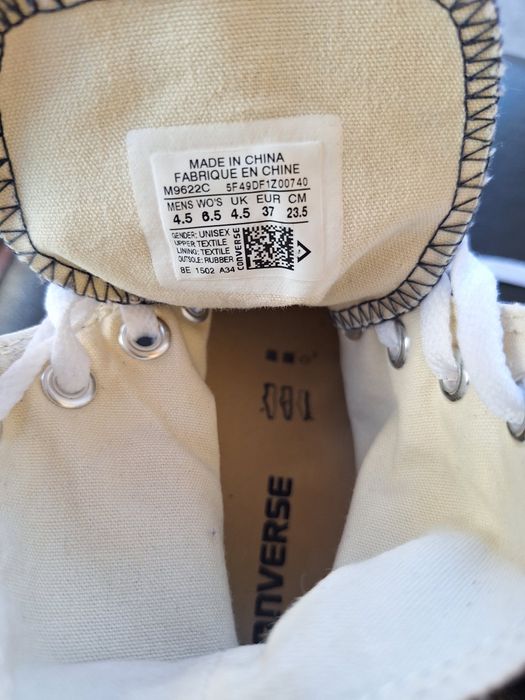 MADE IN CHINA
FABRIQUE EN CHINE
M9622C 5F49DF1Z00740
MENS WO'S UK EUR CM
4.5 6.5 4.5 37 23.5
GENDER: UNISEX
UPPER: TEXTILE
LINING: TEXTILE
OUTSOLE: RUBBER
CONVERSE
8E 1502 A34
CONVERSE